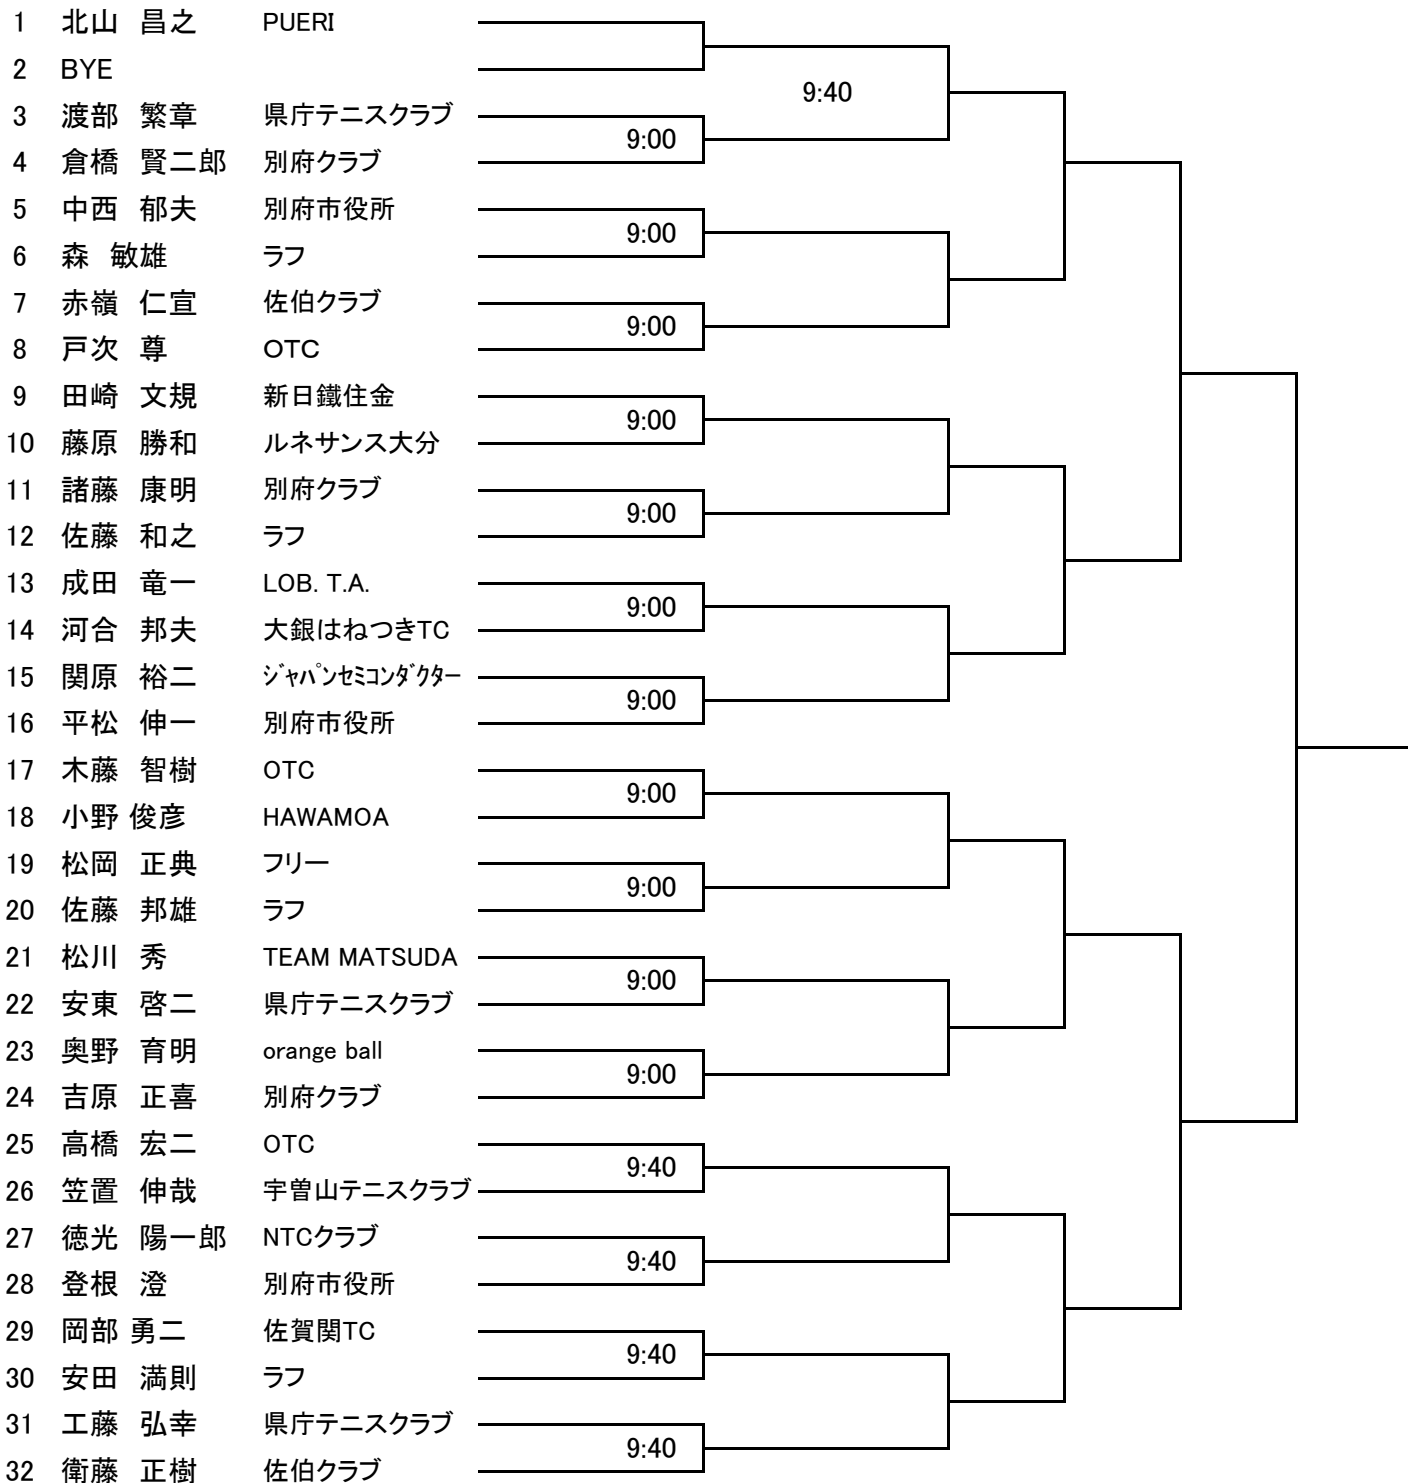 1 北山 昌之 PUERI
2 BYE
9:40
3 渡部 繁章 県庁テニスクラブ
9:00
4 倉橋 賢二郎 別府クラブ
5 中西 郁夫 別府市役所
9:00
6 森 敏雄 ラフ
7 赤嶺 仁宣 佐伯クラブ
9:00
8 戸次 尊 OTC
9 田崎 文規 新日鐵住金
9:00
10 藤原 勝和 ルネサンス大分
11 諸藤 康明 別府クラブ
9:00
12 佐藤 和之 ラフ
13 成田 竜一 LOB. T.A.
9:00
14 河合 邦夫 大銀はねつきTC
15 関原 裕二 ｼﾞｬﾊﾟﾝｾﾐｺﾝﾀﾞｸﾀｰ
9:00
16 平松 伸一 別府市役所
17 木藤 智樹 OTC
9:00
18 小野 俊彦 HAWAMOA
19 松岡 正典 フリー
9:00
20 佐藤 邦雄 ラフ
21 松川 秀 TEAM MATSUDA
9:00
22 安東 啓二 県庁テニスクラブ
23 奥野 育明 orange ball
9:00
24 吉原 正喜 別府クラブ
25 高橋 宏二 OTC
9:40
26 笠置 伸哉 宇曽山テニスクラブ
27 徳光 陽一郎 NTCクラブ
9:40
28 登根 澄 別府市役所
29 岡部 勇二 佐賀関TC
9:40
30 安田 満則 ラフ
31 工藤 弘幸 県庁テニスクラブ
9:40
32 衛藤 正樹 佐伯クラブ